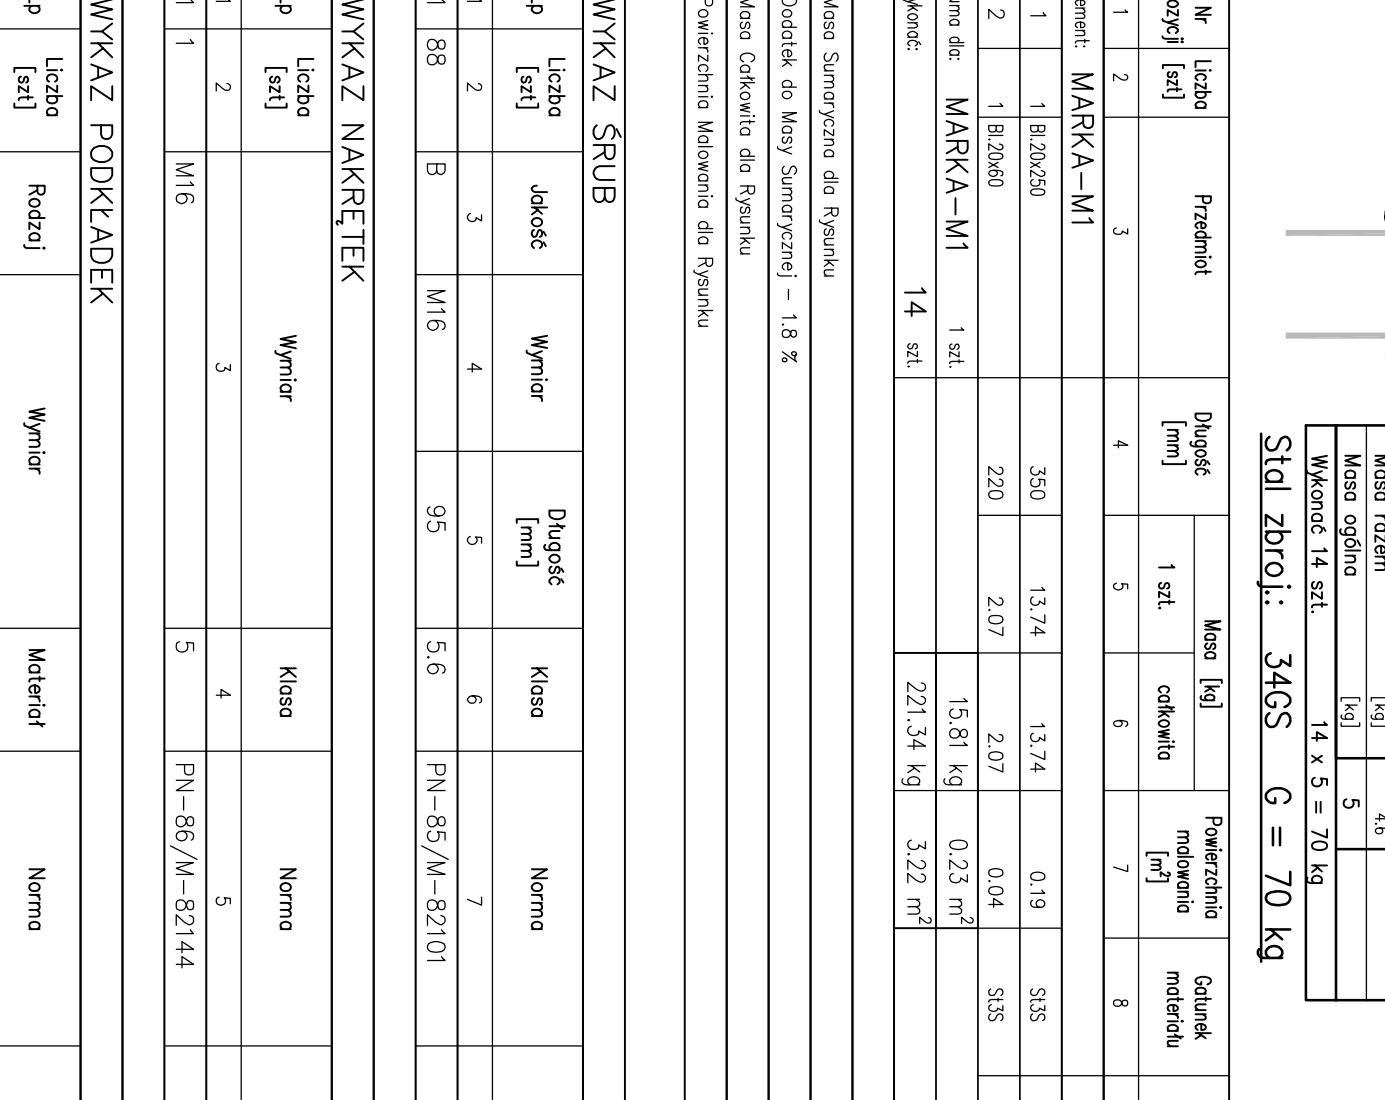 Masa razem [kg] 4.6
Masa ogólna [kg] 5
Wykonać 14 szt. 14 x 5 = 70 kg
Stal zbroj.: 34GS G = 70 kg
Nr Liczba Przedmiot Długość Masa [kg] Powierzchnia Gatunek
[szt] [mm] 1 szt. całkowita malowania materiału
[m²]
1 2 3 4 5 6 7 8
MARKA-M1
1 1 Bl.20x250 350 13.74 13.74 0.19 St3S
2 1 Bl.20x60 220 2.07 2.07 0.04 St3S
dla: MARKA-M1 1 szt. 15.81 kg 0.23 m²
14 szt. 221.34 kg 3.22 m²
Masa Sumaryczna dla Rysunku
Dodatek do Masy Sumarycznej - 1.8 %
Masa Całkowita dla Rysunku
Powierzchnia Malowania dla Rysunku
WYKAZ ŚRUB
Liczba Jakość Wymiar Długość Klasa Norma
[szt] [mm]
1 2 3 4 5 6 7
1 88 B M16 95 5.6 PN-85/M-82101
WYKAZ NAKRĘTEK
Liczba Wymiar Klasa Norma
[szt]
1 2 3 4 5
1 1 M16 5 PN-86/M-82144
WYKAZ PODKŁADEK
Liczba Rodzaj Wymiar Materiał Norma
[szt]